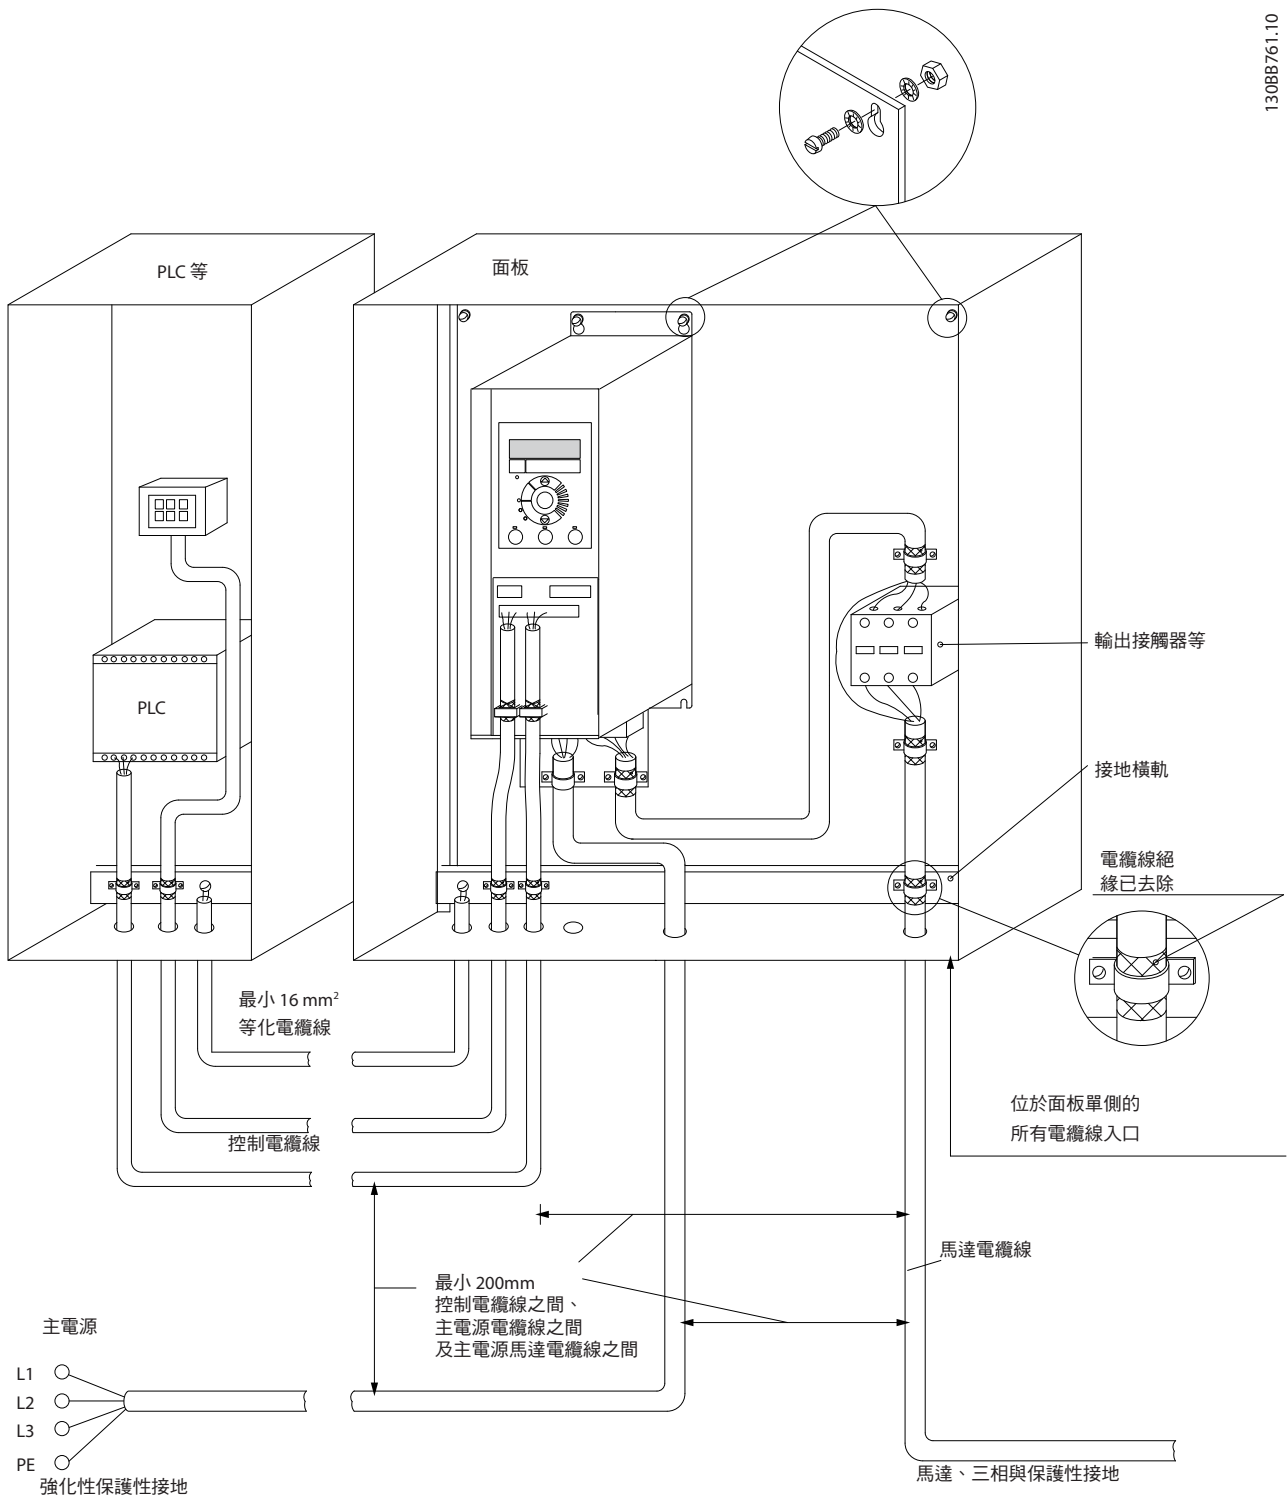 130BB761.10
PLC 等
面板
PLC
輸出接觸器等
接地橫軌
電纜線絕
緣已去除
最小 16 mm²
等化電纜線
控制電纜線
位於面板單側的
所有電纜線入口
馬達電纜線
最小 200mm
控制電纜線之間、
主電源電纜線之間
及主電源馬達電纜線之間
主電源
L1
L2
L3
PE
強化性保護性接地
馬達、三相與保護性接地